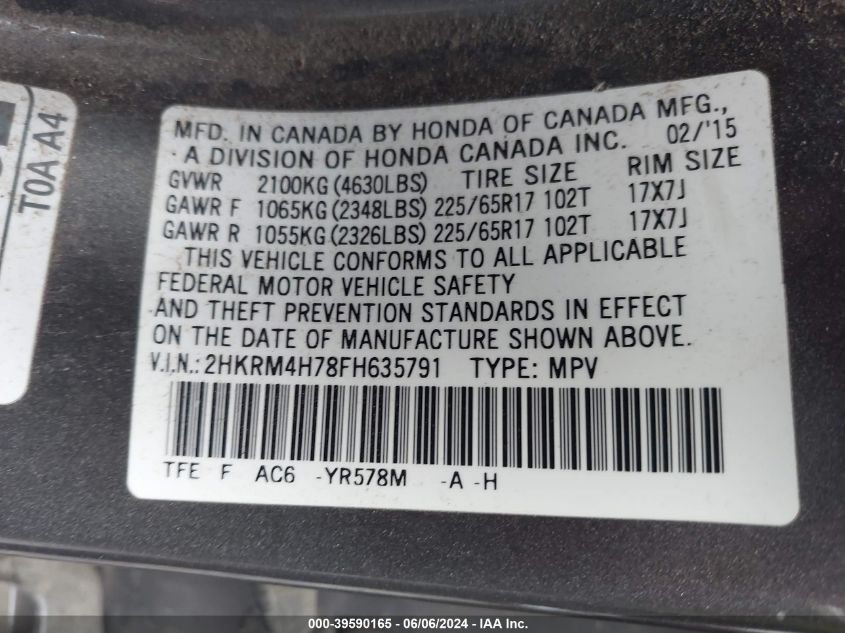 T0A A4
MFD. IN CANADA BY HONDA OF CANADA MFG., 02/'15
A DIVISION OF HONDA CANADA INC.
GVWR 2100KG (4630LBS) TIRE SIZE RIM SIZE
GAWR F 1065KG (2348LBS) 225/65R17 102T 17X7J
GAWR R 1055KG (2326LBS) 225/65R17 102T 17X7J
THIS VEHICLE CONFORMS TO ALL APPLICABLE
FEDERAL MOTOR VEHICLE SAFETY
AND THEFT PREVENTION STANDARDS IN EFFECT
ON THE DATE OF MANUFACTURE SHOWN ABOVE.
V.I.N.: 2HKRM4H78FH635791 TYPE: MPV
TFE F AC6 -YR578M -A -H
000-39590165 - 06/06/2024 - IAA Inc.